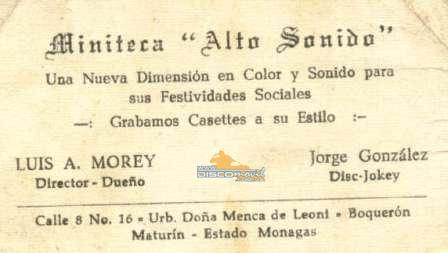 Miniteca "Alto Sonido"
Una Nueva Dimensión en Color y Sonido para
sus Festividades Sociales
—: Grabamos Casettes a su Estilo :—
LUIS A. MOREY
Director - Dueño
Jorge González
Disc-Jokey
Calle 8 No. 16 - Urb. Doña Menca de Leoni - Boquerón
Maturín - Estado Monagas